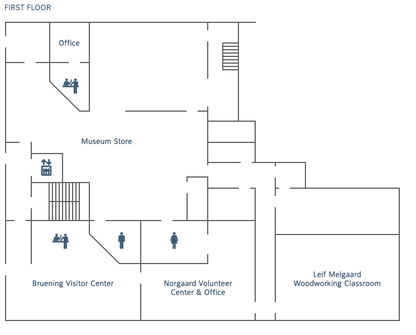 FIRST FLOOR
Office
Museum Store
Bruening Visitor Center
Norgaard Volunteer
Center & Office
Leif Melgaard
Woodworking Classroom